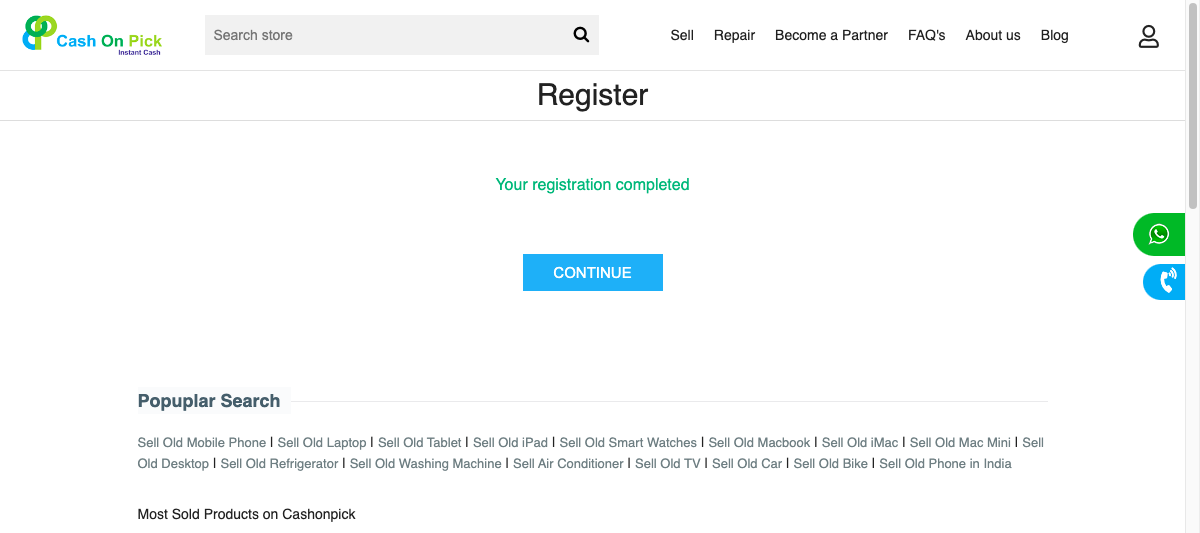 Cash On Pick
Instant Cash
Search store
Sell Repair Become a Partner FAQ's About us Blog
Register
Your registration completed
CONTINUE
Popuplar Search
Sell Old Mobile Phone I Sell Old Laptop I Sell Old Tablet I Sell Old iPad I Sell Old Smart Watches I Sell Old Macbook I Sell Old iMac I Sell Old Mac Mini I Sell
Old Desktop I Sell Old Refrigerator I Sell Old Washing Machine I Sell Air Conditioner I Sell Old TV I Sell Old Car I Sell Old Bike I Sell Old Phone in India
Most Sold Products on Cashonpick